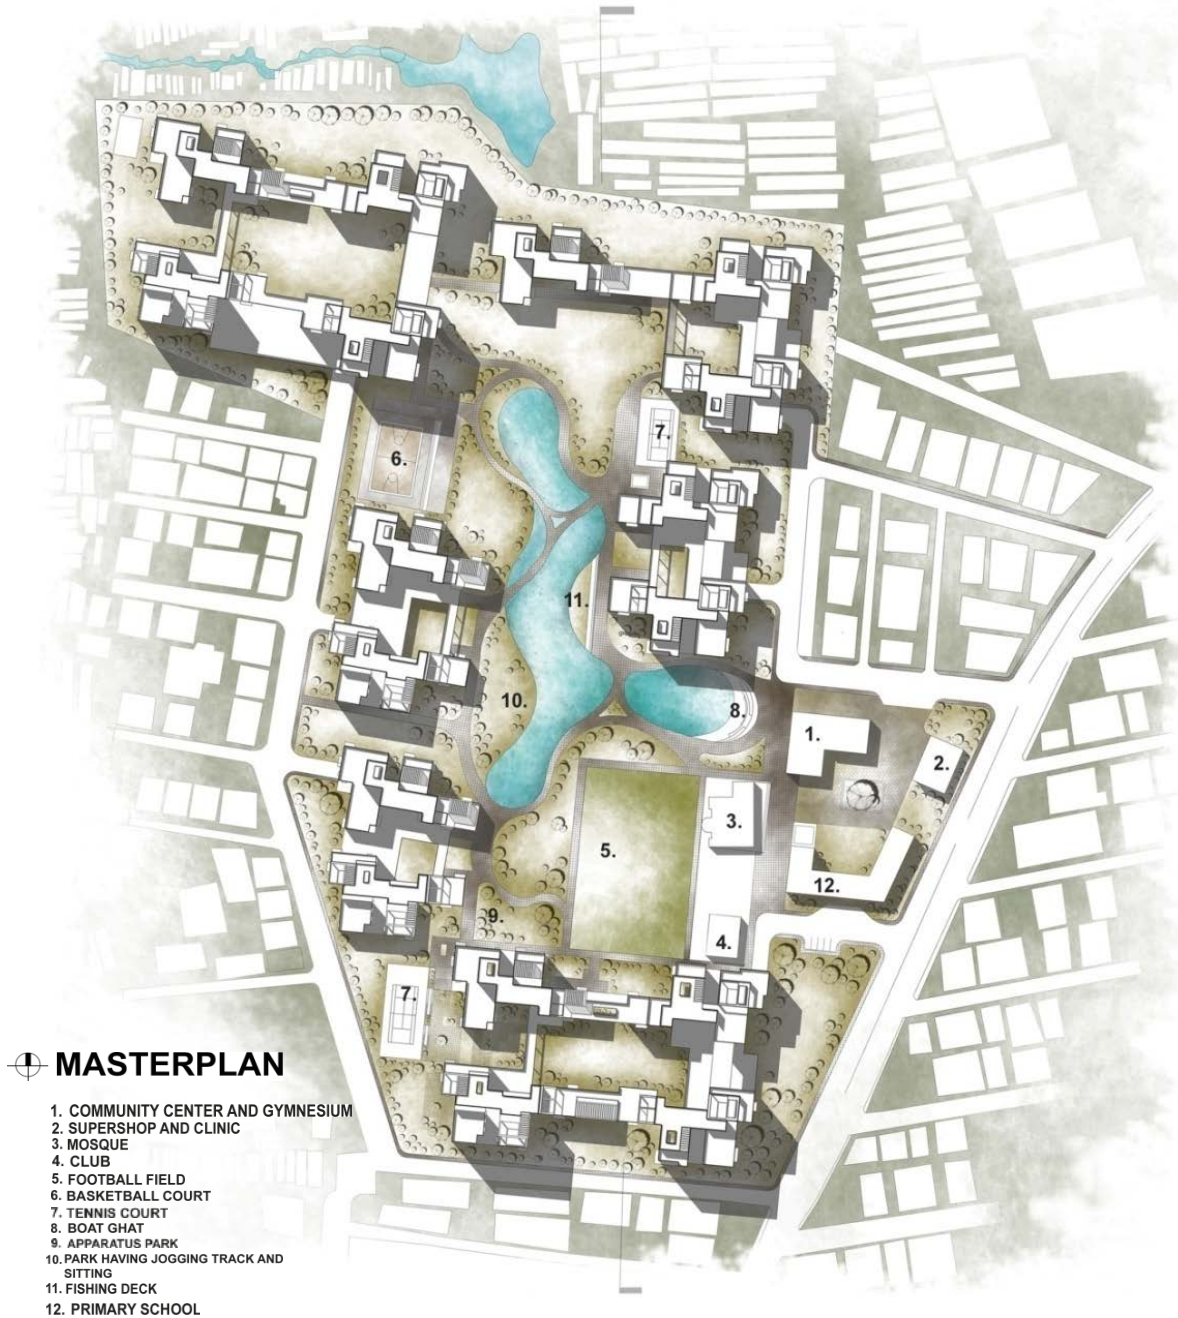 7.
6.
11.
10.
8.
1.
2.
3.
5.
12.
9.
4.
7.
MASTERPLAN
1. COMMUNITY CENTER AND GYMNESIUM
2. SUPERSHOP AND CLINIC
3. MOSQUE
4. CLUB
5. FOOTBALL FIELD
6. BASKETBALL COURT
7. TENNIS COURT
8. BOAT GHAT
9. APPARATUS PARK
10. PARK HAVING JOGGING TRACK AND
SITTING
11. FISHING DECK
12. PRIMARY SCHOOL